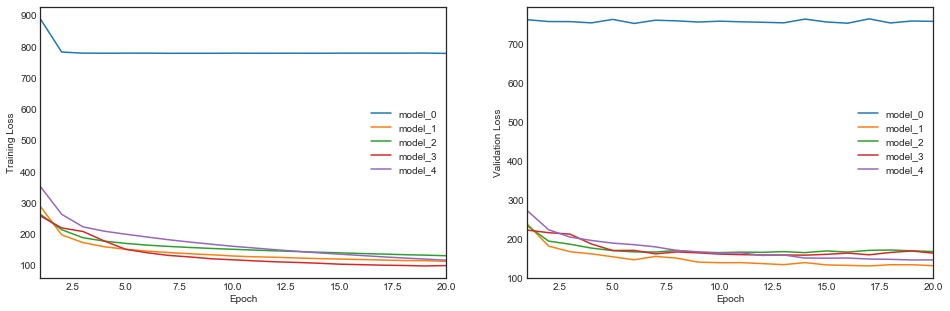 900
800
700
600
500
400
300
200
100
Training Loss
2.5
5.0
7.5
10.0
12.5
15.0
17.5
20.0
Epoch
model_0
model_1
model_2
model_3
model_4
700
600
500
400
300
200
100
Validation Loss
2.5
5.0
7.5
10.0
12.5
15.0
17.5
20.0
Epoch
model_0
model_1
model_2
model_3
model_4